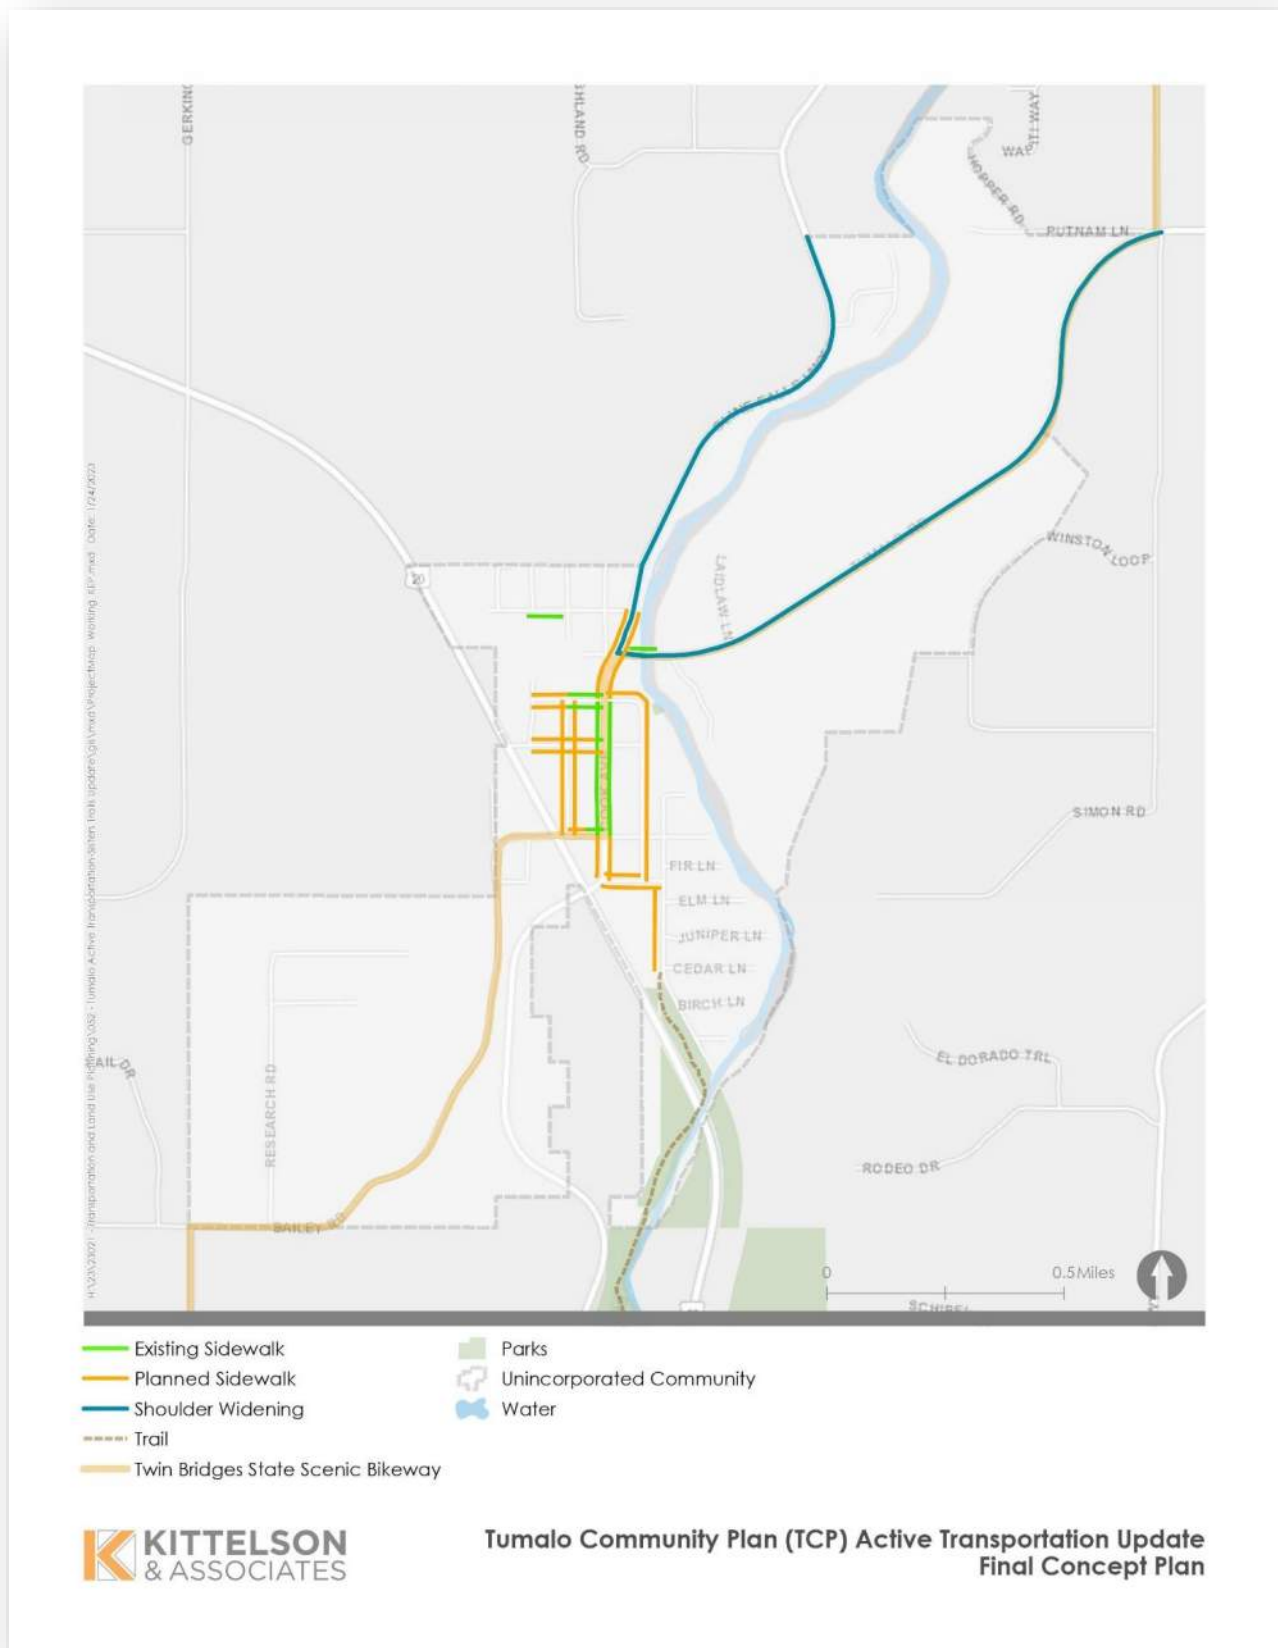 GERKING
HLAND RD
WAY
HOPPER RD
PUTNAM LN
20
LAIDLAW LN
WINSTON LOOP
SIMON RD
FIR LN
ELM LN
JUNIPER LN
CEDAR LN
BIRCH LN
AIL DR
RESEARCH RD
BAILEY RD
EL DORADO TRL
RODEO DR
0
0.5 Miles
Existing Sidewalk
Planned Sidewalk
Shoulder Widening
Trail
Twin Bridges State Scenic Bikeway
Parks
Unincorporated Community
Water
KITTELSON
& ASSOCIATES
Tumalo Community Plan (TCP) Active Transportation Update
Final Concept Plan